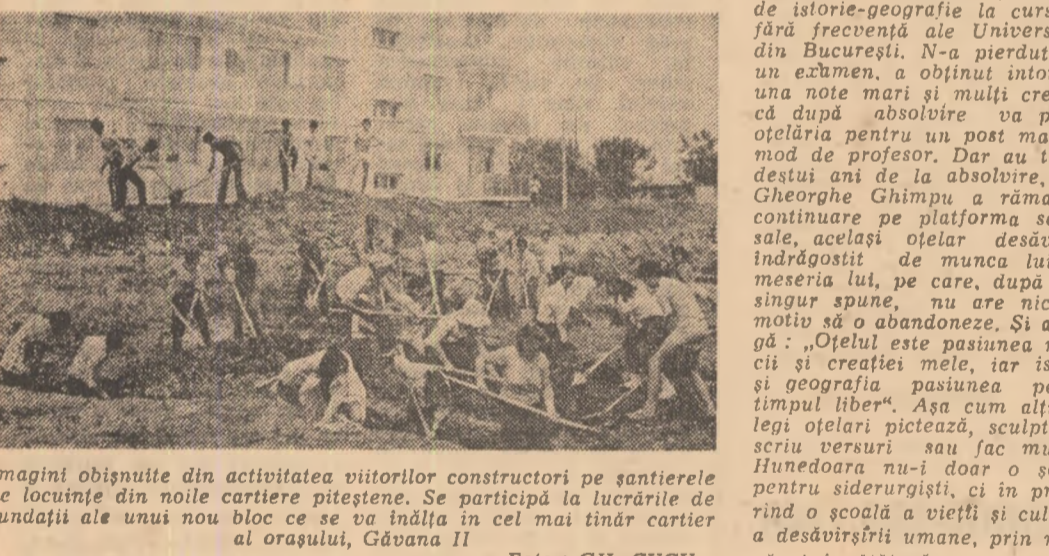 magini obișnuite din activitatea viitorilor constructori pe șantierele
e locuințe din noile cartiere piteștene. Se participă la lucrările de
undații ale unui nou bloc ce se va înălța in cel mai tînăr cartier
al orașului, Găvana II
de istorie-geografie la curs
fără frecvență ale Univers
din București. N-a pierdut
un examen, a obținut intot
una note mari și mulți cre
că după absolvire va p
oțelăria pentru un post ma
mod de profesor. Dar au t
destui ani de la absolvire,
Gheorghe Ghimpu a răma
continuare pe platforma s
sale, același oțelar desăv
îndrăgostit de munca lui
meseria lui, pe care, după
singur spune, nu are nic
motiv să o abandoneze. Și a
gă : „Oțelul este pasiunea
cii și creației mele, iar is
și geografia pasiunea pe
timpul liber“. Așa cum alț
legi oțelari pictează, sculpt
scriu versuri sau fac mu
Hunedoara nu-i doar o ș
pentru siderurgiști, ci în pr
rînd o școală a vieții și cul
a desăvîrșirii umane, prin